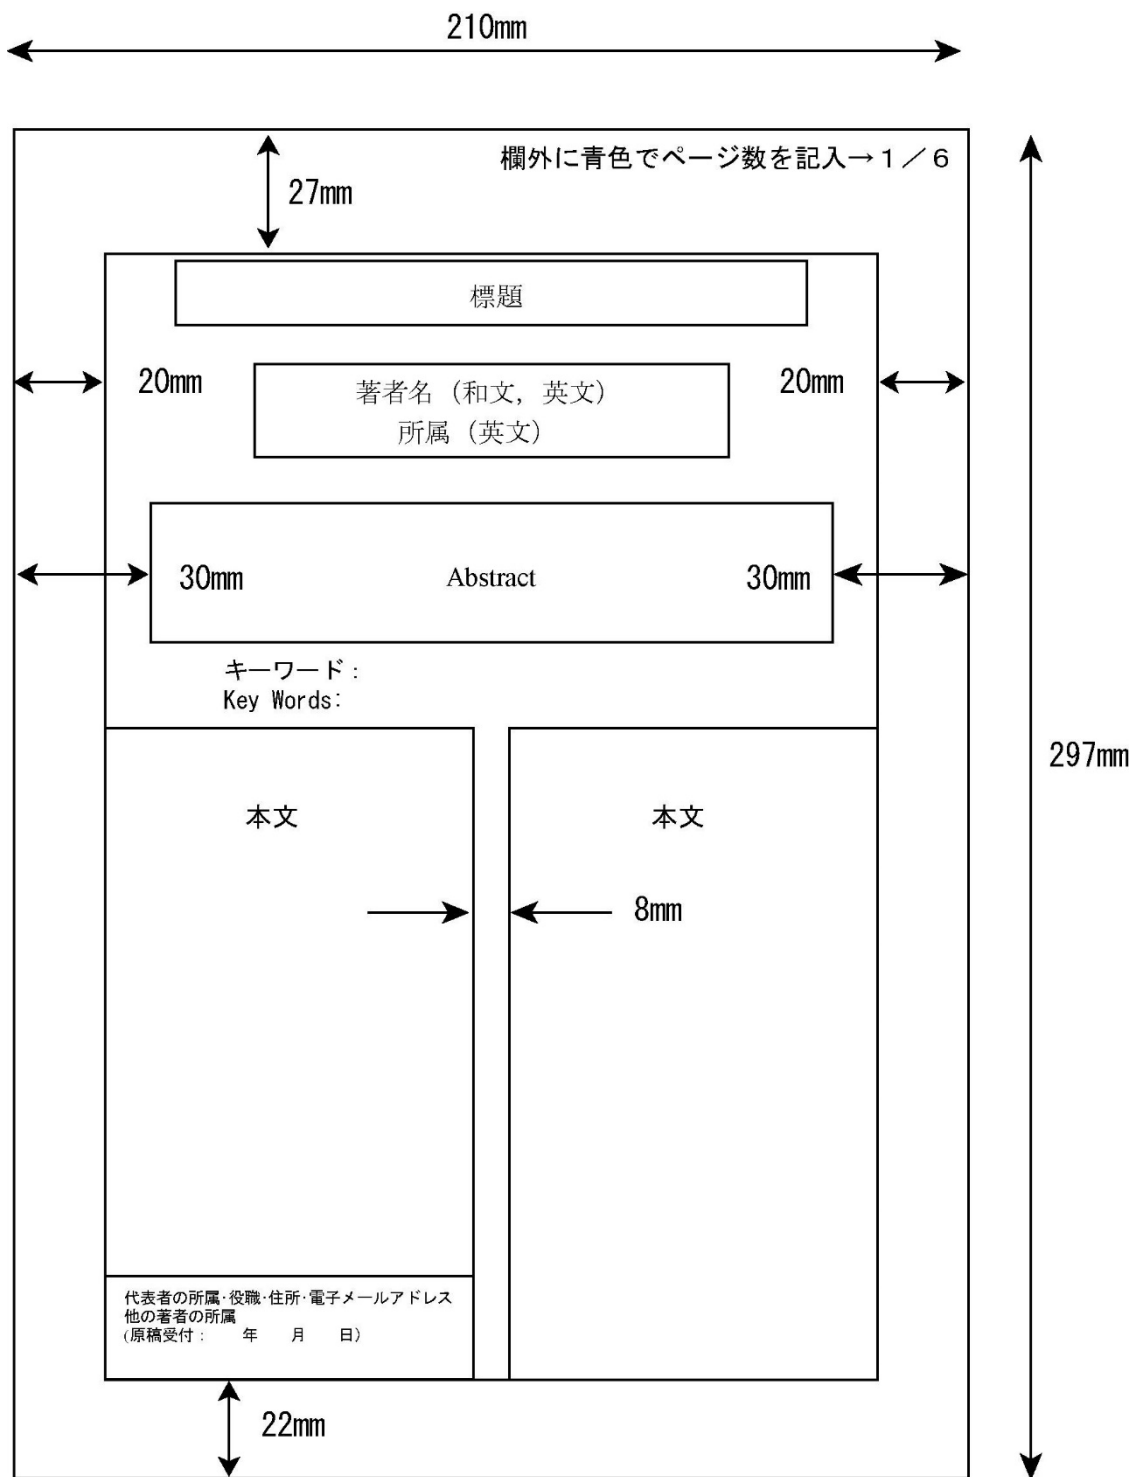 210mm
欄外に青色でページ数を記入→１／６
27mm
標題
20mm
著者名（和文，英文）
所属（英文）
20mm
30mm
Abstract
30mm
キーワード：
Key Words:
297mm
本文
本文
8mm
代表者の所属･役職･住所･電子メールアドレス
他の著者の所属
(原稿受付：　　年　　月　　日）
22mm